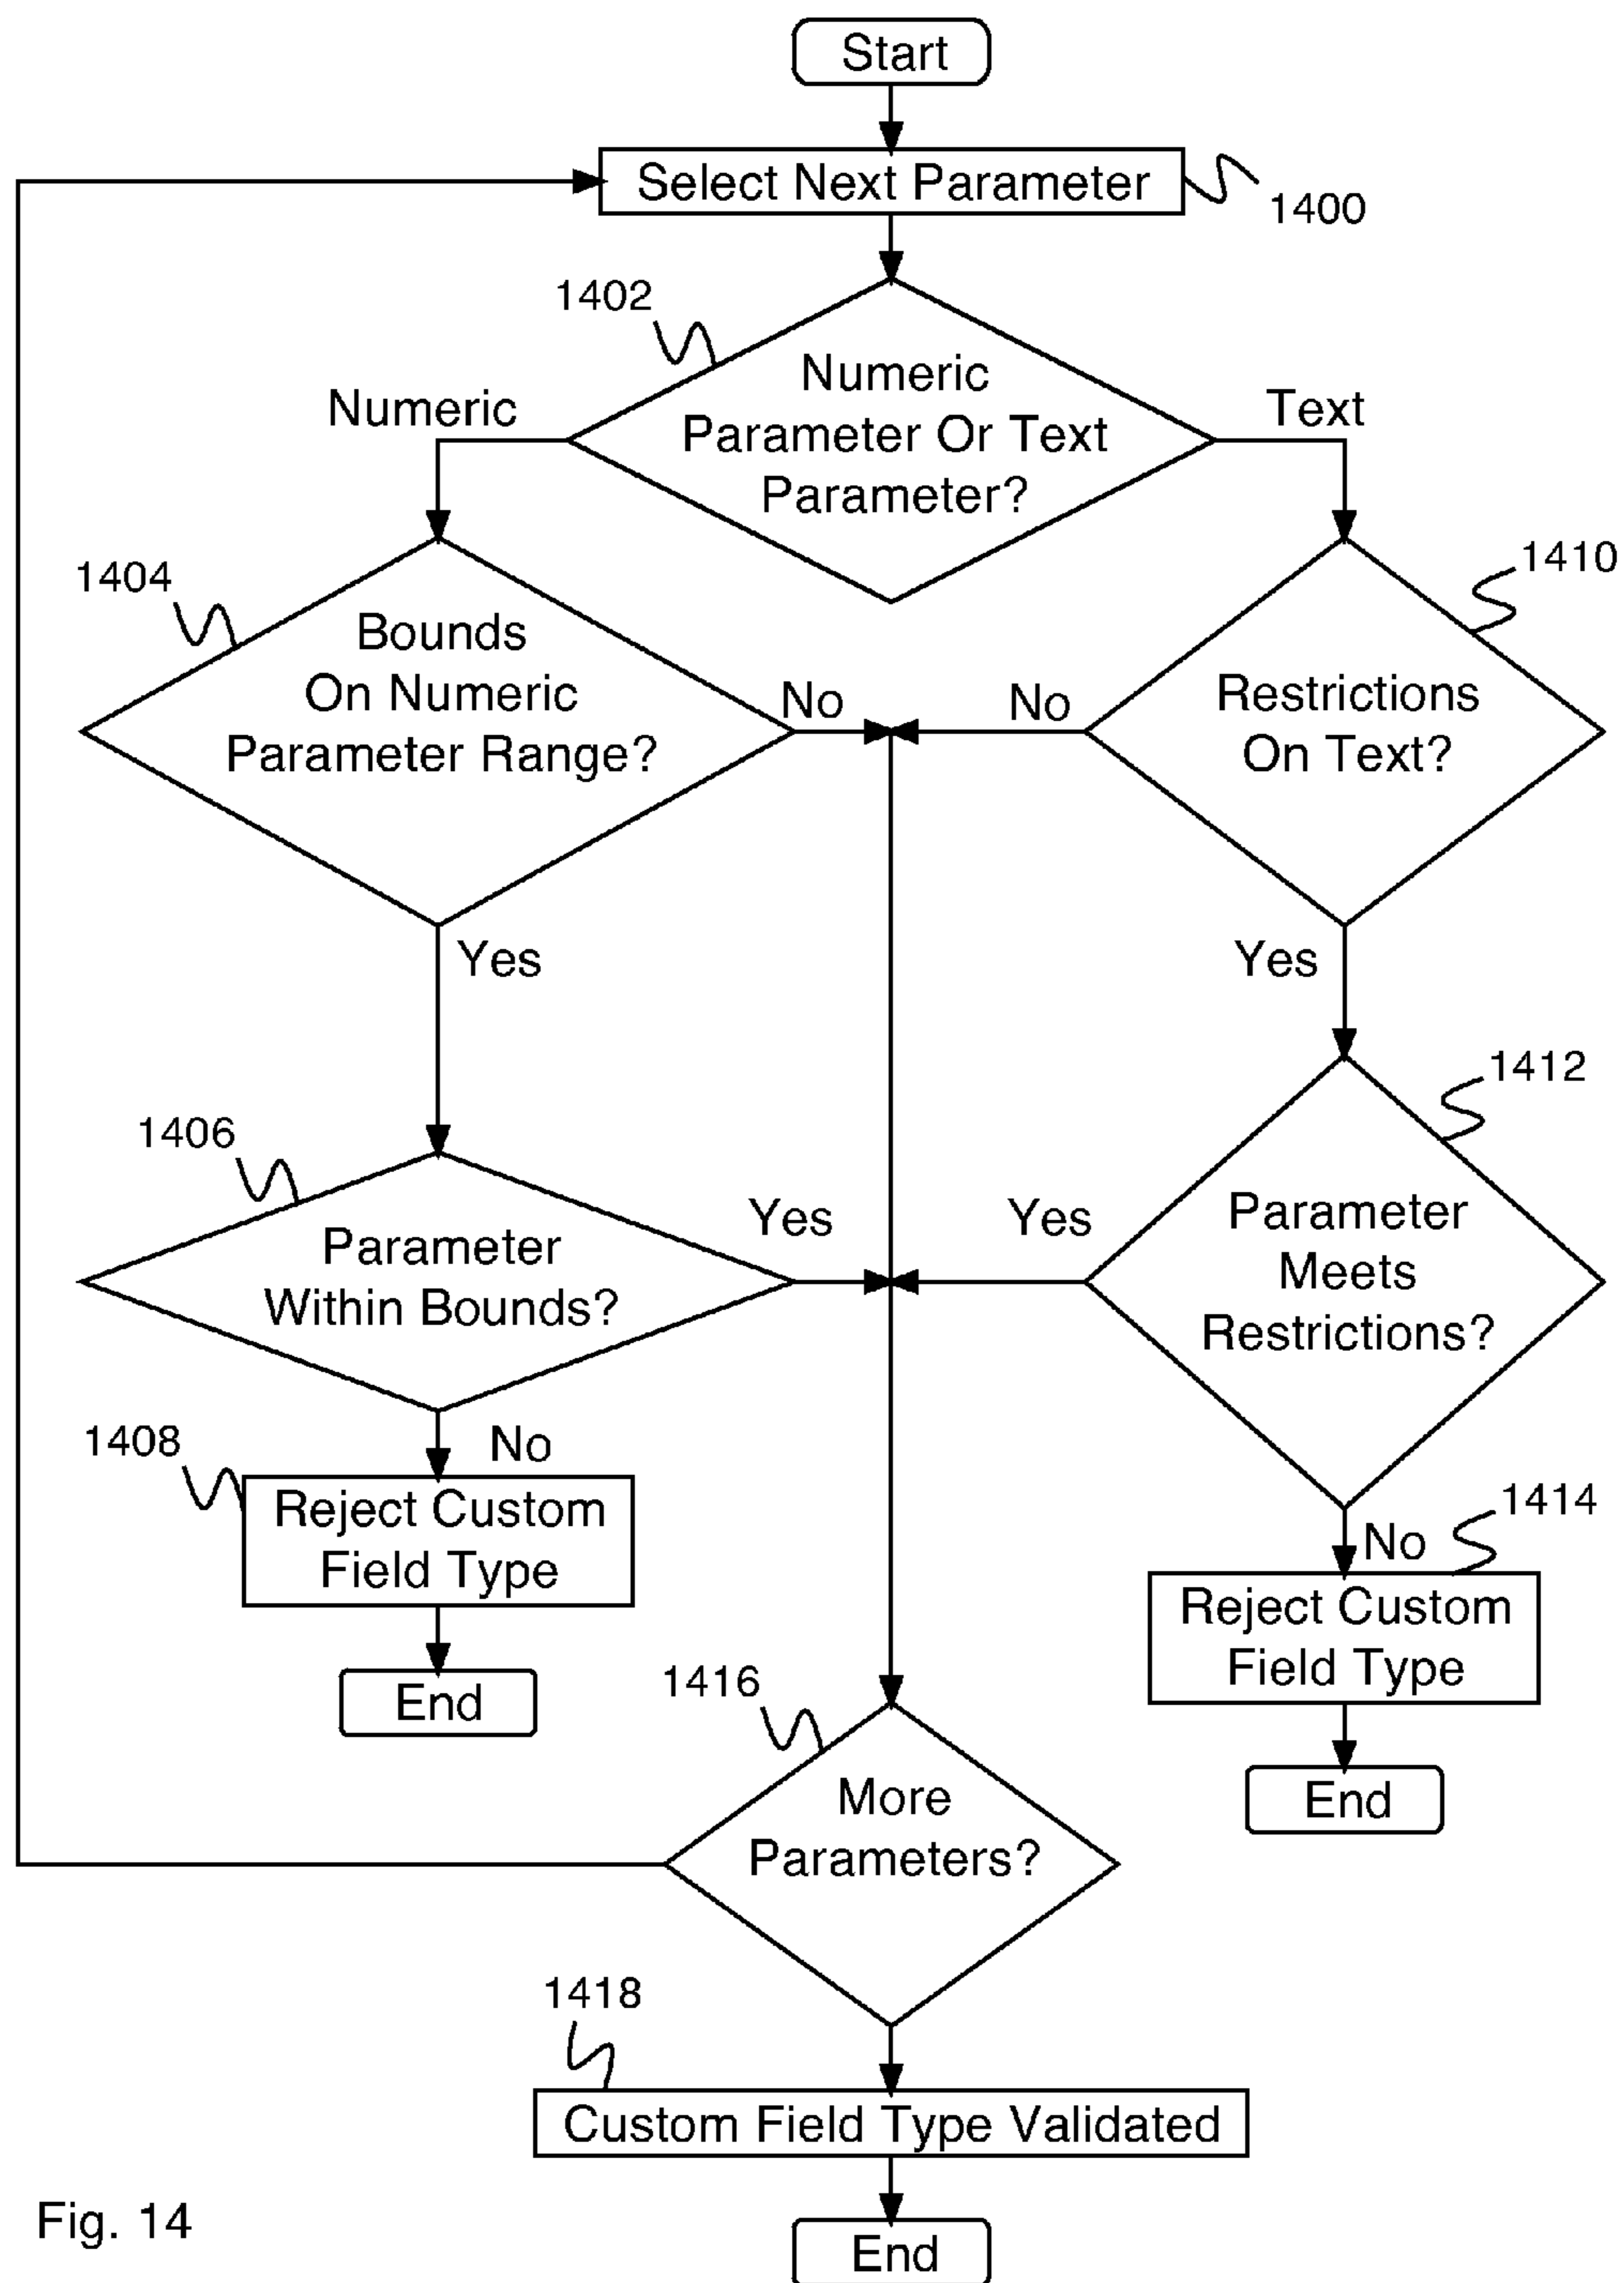 Start
Select Next Parameter
1400
1402
Numeric
Parameter Or Text
Parameter?
Numeric
Text
1404
Bounds
On Numeric
Parameter Range?
No
No
1410
Restrictions
On Text?
Yes
Yes
1406
Parameter
Within Bounds?
Yes
Yes
1412
Parameter
Meets
Restrictions?
1408
No
Reject Custom
Field Type
End
No
1414
Reject Custom
Field Type
End
1416
More
Parameters?
1418
Custom Field Type Validated
End
Fig. 14